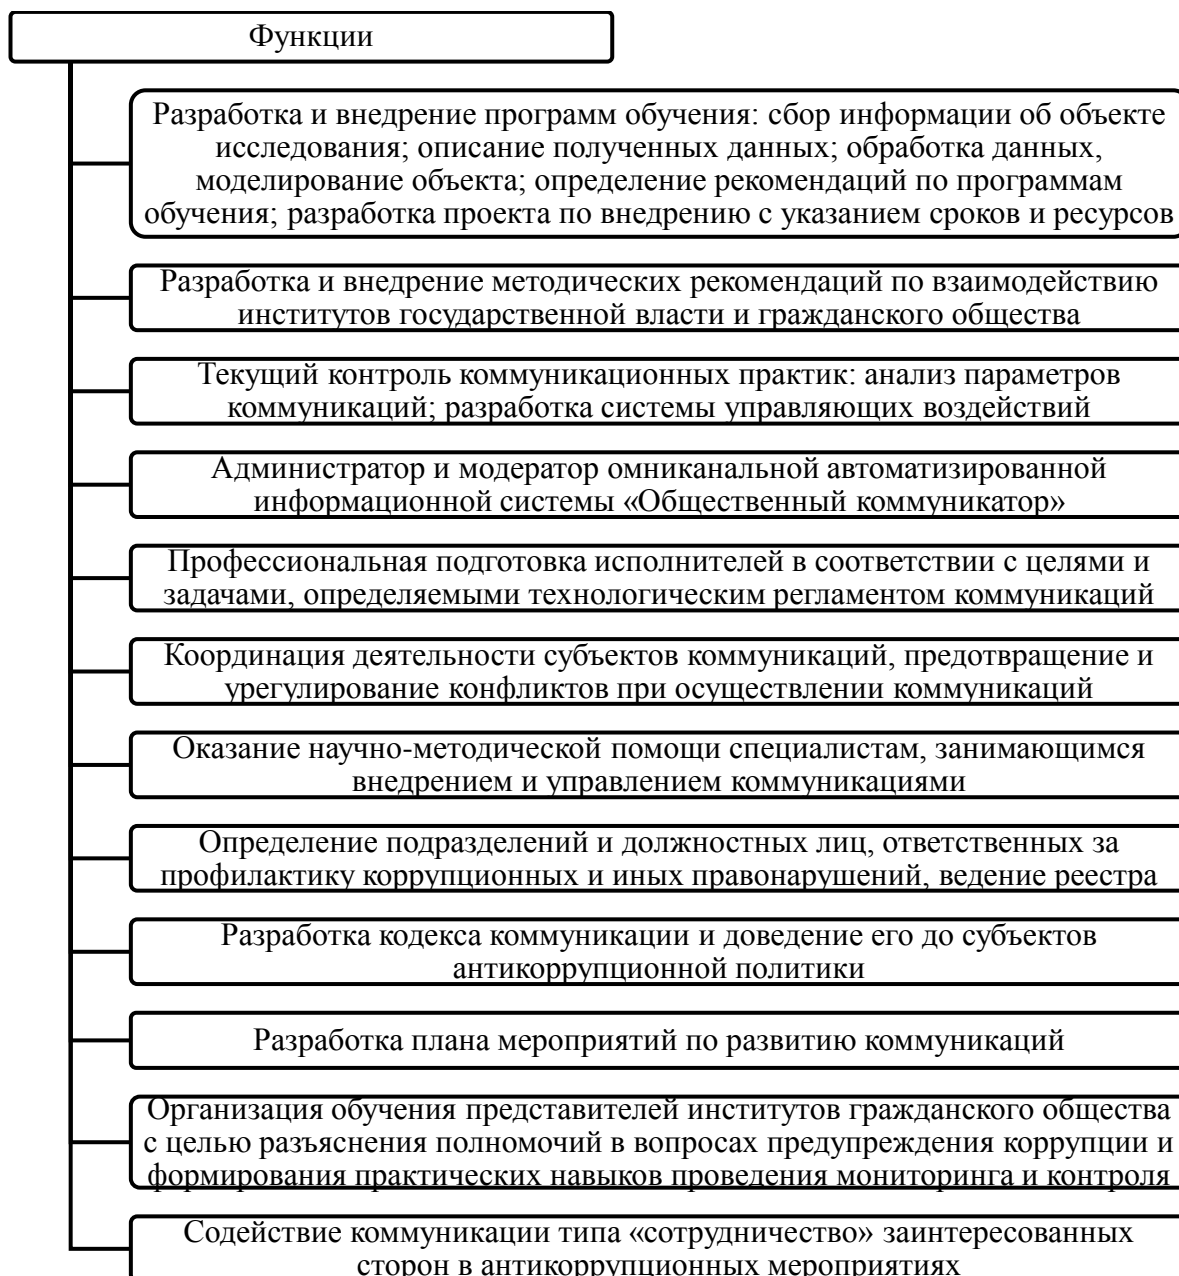 Функции
Разработка и внедрение программ обучения: сбор информации об объекте
исследования; описание полученных данных; обработка данных,
моделирование объекта; определение рекомендаций по программам
обучения; разработка проекта по внедрению с указанием сроков и ресурсов
Разработка и внедрение методических рекомендаций по взаимодействию
институтов государственной власти и гражданского общества
Текущий контроль коммуникационных практик: анализ параметров
коммуникаций; разработка системы управляющих воздействий
Администратор и модератор омниканальной автоматизированной
информационной системы «Общественный коммуникатор»
Профессиональная подготовка исполнителей в соответствии с целями и
задачами, определяемыми технологическим регламентом коммуникаций
Координация деятельности субъектов коммуникаций, предотвращение и
урегулирование конфликтов при осуществлении коммуникаций
Оказание научно-методической помощи специалистам, занимающимся
внедрением и управлением коммуникациями
Определение подразделений и должностных лиц, ответственных за
профилактику коррупционных и иных правонарушений, ведение реестра
Разработка кодекса коммуникации и доведение его до субъектов
антикоррупционной политики
Разработка плана мероприятий по развитию коммуникаций
Организация обучения представителей институтов гражданского общества
с целью разъяснения полномочий в вопросах предупреждения коррупции и
формирования практических навыков проведения мониторинга и контроля
Содействие коммуникации типа «сотрудничество» заинтересованных
сторон в антикоррупционных мероприятиях